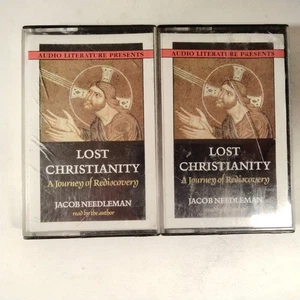 AUDIO LITERATURE PRESENTS
LOST
CHRISTIANITY
A Journey of Rediscovery
JACOB NEEDLEMAN
read by the author
AUDIO LITERATURE PRESENTS
LOST
CHRISTIANITY
A Journey of Rediscovery
JACOB NEEDLEMAN